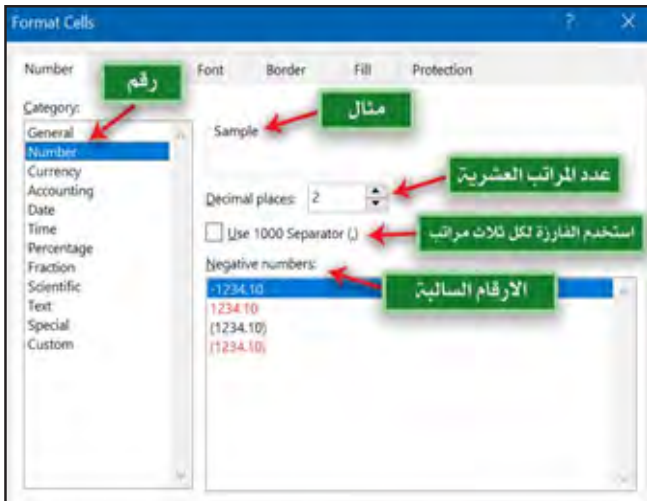 Format Cells
Number Font Border Fill Protection
رقم
Category:
General
Number
Currency
Accounting
Date
Time
Percentage
Fraction
Scientific
Text
Special
Custom
Sample
مثال
Decimal places: 2
عدد المراتب العشرية
Use 1000 Separator (,)
استخدم الفارزة لكل ثلاث مراتب
Negative numbers:
الارقام السالبة
-1234.10
1234.10
(1234.10)
(1234.10)